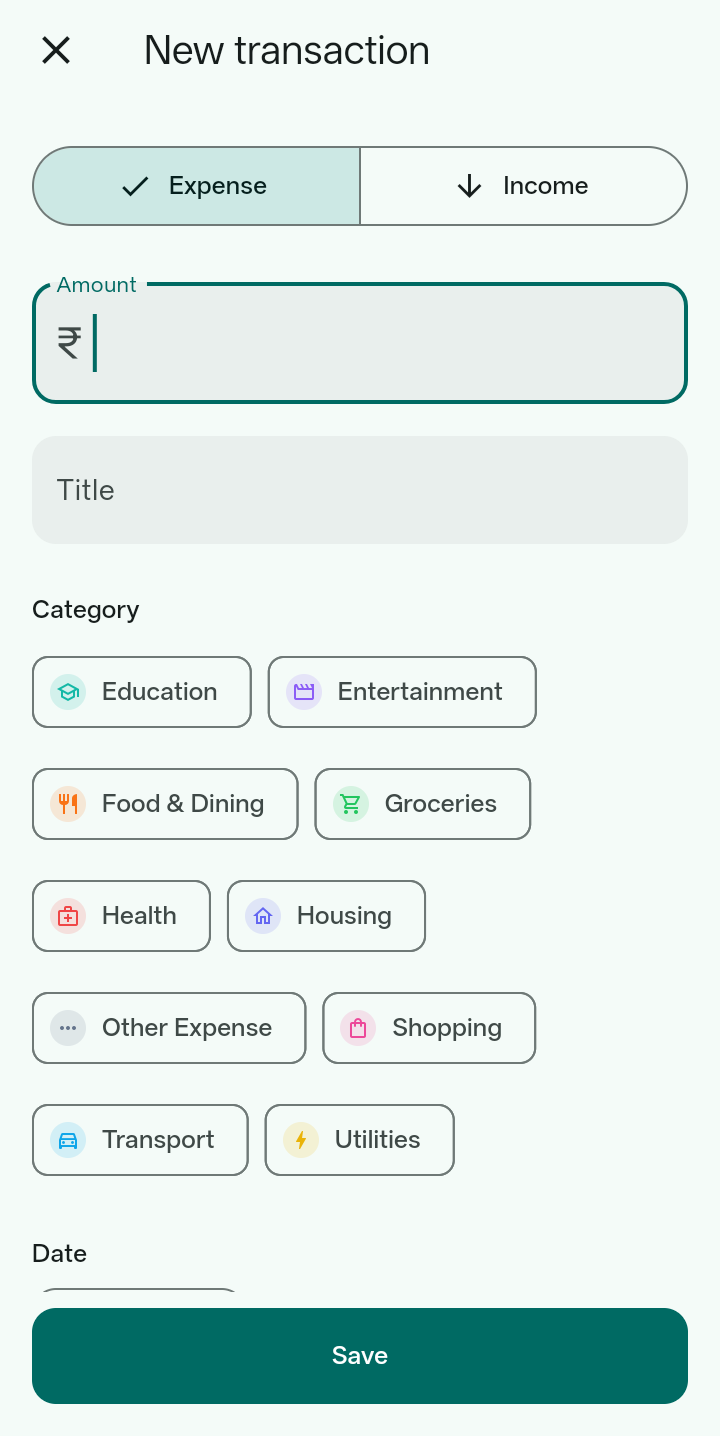 New transaction
Expense
Income
Amount
₹
Title
Category
Education
Entertainment
Food & Dining
Groceries
Health
Housing
Other Expense
Shopping
Transport
Utilities
Date
Save